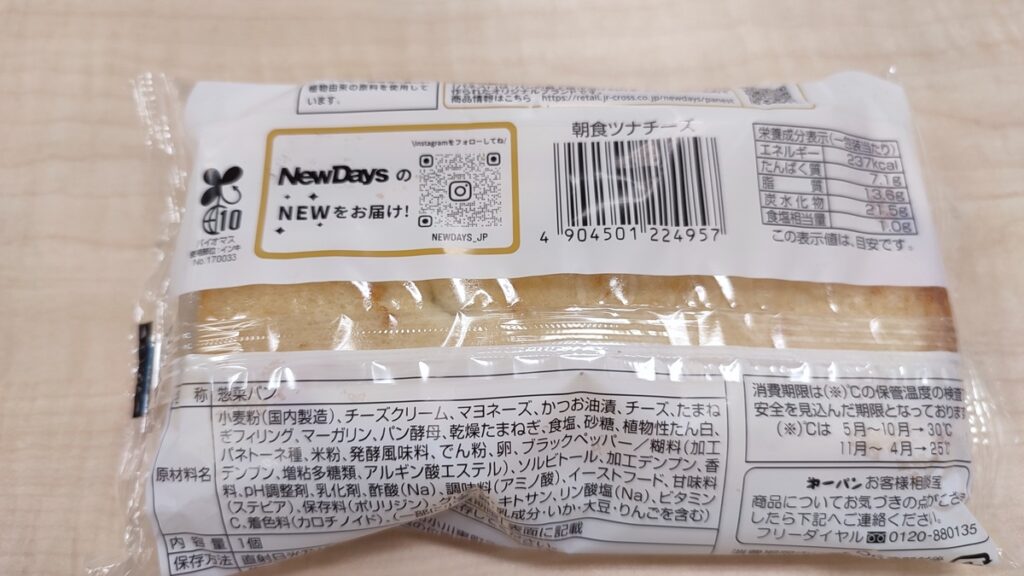 植物由来の原料を使用して
います。
商品情報はこちら https://retail.jr-cross.co.jp/newdays/panest
バイオマス
No.170033
10
\Instagramをフォローしてね/
NewDays の
NEWをお届け!
NEWDAYS_JP
朝食ツナチーズ
4 904501 224957
栄養成分表示(一包装当たり)
エネルギー 237kcal
たんぱく質 7.1g
脂質 13.6g
炭水化物 21.5g
食塩相当量 1.0g
この表示値は、目安です。
称 惣菜パン
原材料名
小麦粉(国内製造)、チーズクリーム、マヨネーズ、かつお油漬、チーズ、たまね
ぎフィリング、マーガリン、パン酵母、乾燥たまねぎ、食塩、砂糖、植物性たん白、
パネトーネ種、米粉、発酵風味料、でん粉、卵、ブラックペッパー/糊料(加工
デンプン、増粘多糖類、アルギン酸エステル)、ソルビトール、加工デンプン、香
料、pH調整剤、乳化剤、酢酸(Na)、調味料(アミノ酸)、イーストフード、甘味料
(ステビア)、保存料(ポリリジン)、キトサン、リン酸塩(Na)、ビタミン
C、着色料(カロチノイド)、乳成分・いか・大豆・りんごを含む)
内容量 1個
表面に記載
保存方法 直射日光
消費期限は(※)℃の保管温度の検査
安全を見込んだ期限となっております
(※)℃は 5月~10月→30℃
11月~ 4月→25℃
第一パン お客様相談室
商品についてお気づきの点がござ
したら下記へご連絡ください。
フリーダイヤル 0120-880135